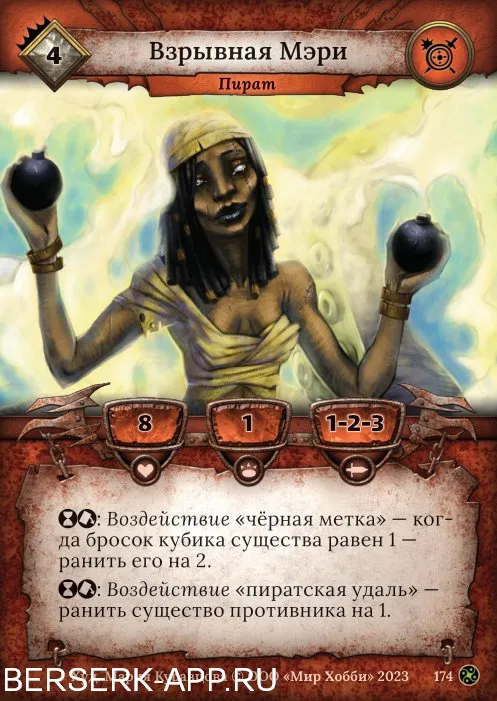 4
Взрывная Мэри
Пират
8
1
1-2-3
: Воздействие «чёрная метка» — ког-
да бросок кубика существа равен 1 —
ранить его на 2.
: Воздействие «пиратская удаль» —
ранить существо противника на 1.
«Мир Хобби» 2023
174
BERSERK-APP.RU